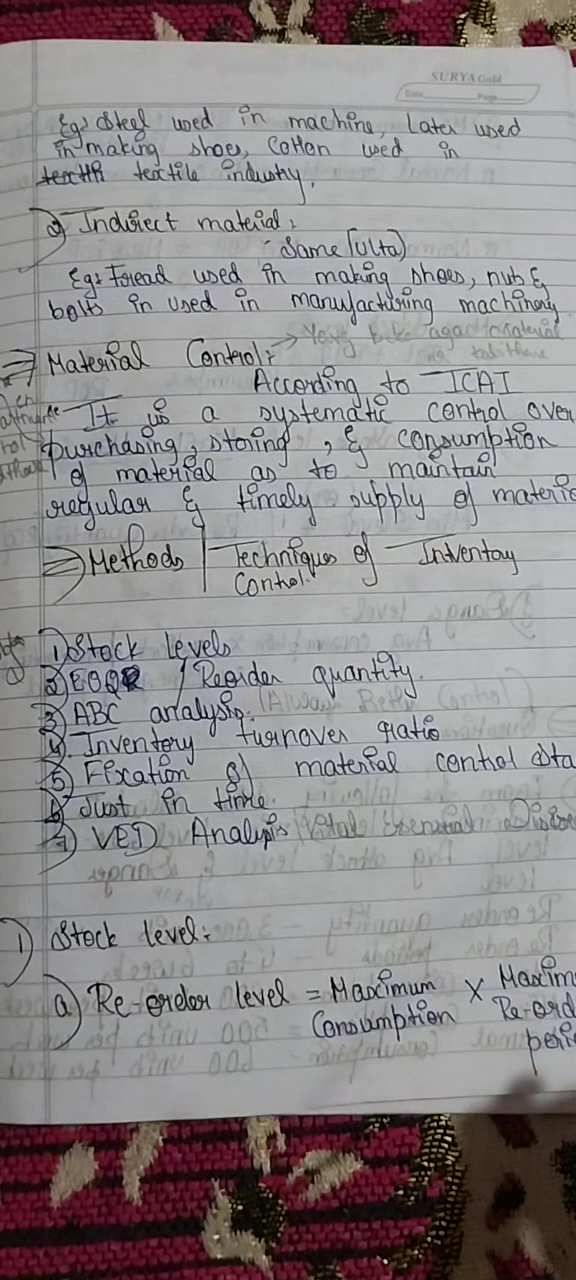 SURYA Gold
Date Page
Eg: Steel used in machine, Later used
in making shoes, Cotton used in
textile industry.
Indirect material:
Same (ulta)
Eg: Foread used in making shoes, nub &
bolts in used in manufacturing machinery
Material Control: →
According to ICAI
It is a systematic control over
purchasing, storing, & consumption
of material as to maintain
regular & timely supply of materia
⇒ Methods / Techniques of Inventory
Control.
1) Stock levels
2) EOQ / Reorder quantity.
3) ABC analysis.
4) Inventory turnover ratio
5) Fixation of material control
6) Just in time.
7) VED Analysis (Vital Essential
1) Stock level:
a) Re-order level = Maximum × Maxim
Consumption Re-ord
peri